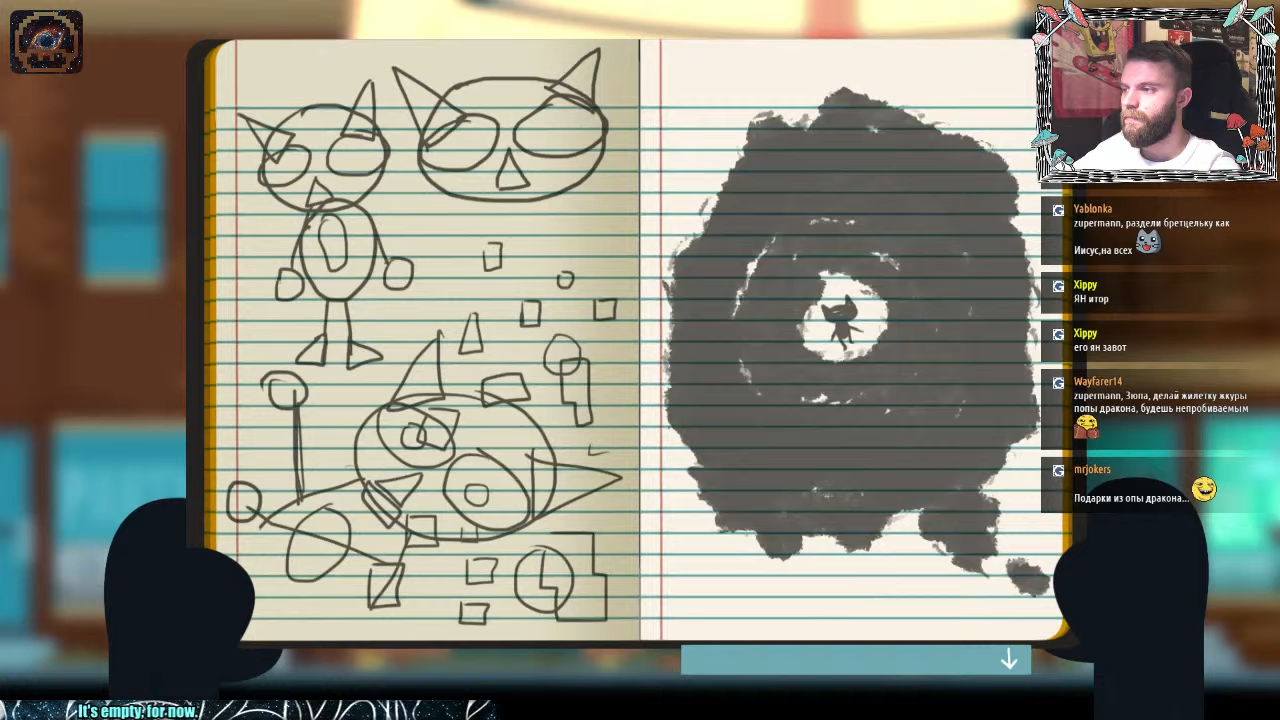 Yablonka
zupermann, раздели бретцельку как
Иисус,на всех
Xippy
ЯН итор
Xippy
его ян завот
Wayfarer14
zupermann, Зюпа, делай жилетку жкуры
попы дракона, будешь непробиваемым
mrjokers
Подарки из опы дракона...
It's empty, for now.